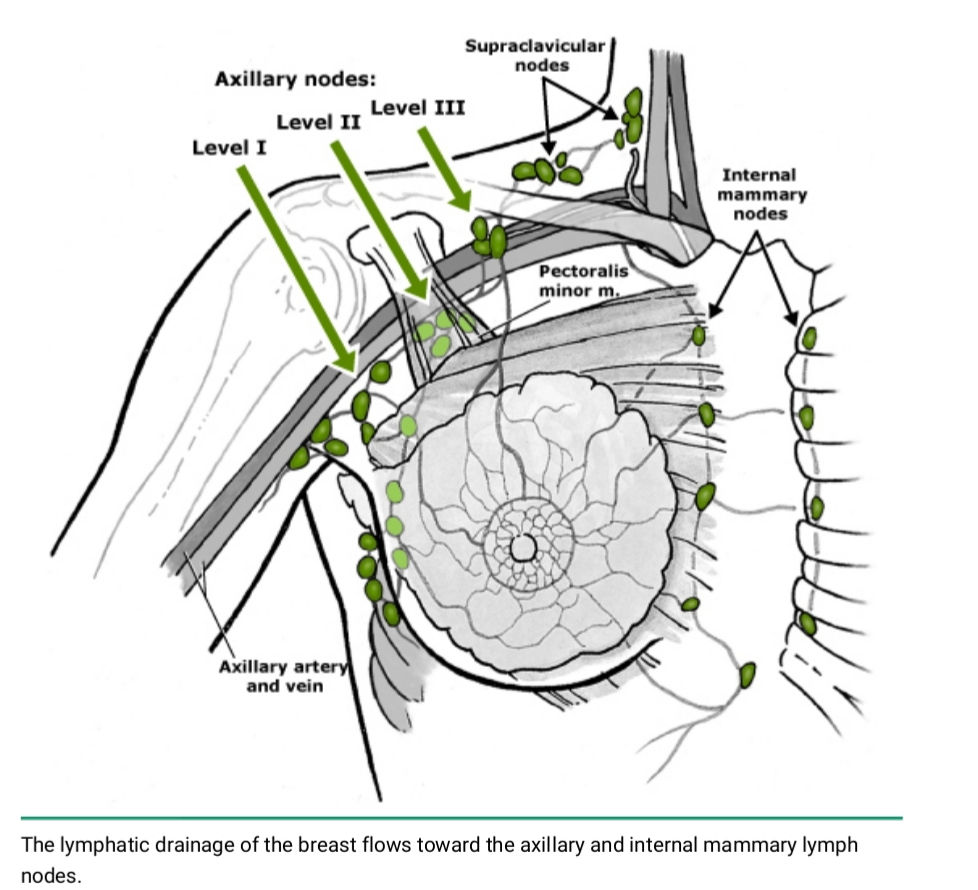 Supraclavicular
nodes
Axillary nodes:
Level III
Level II
Level I
Internal
mammary
nodes
Pectoralis
minor m.
Axillary artery
and vein
The lymphatic drainage of the breast flows toward the axillary and internal mammary lymph
nodes.